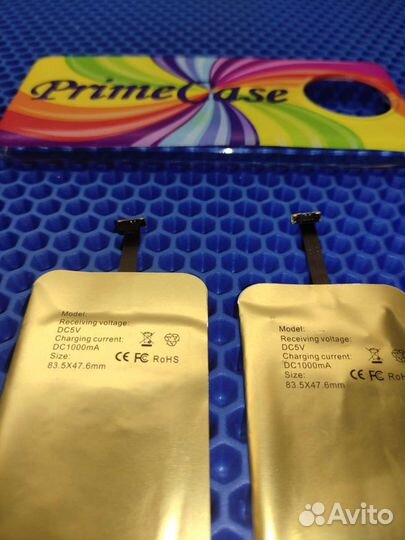 PrimeCase
Model:
Receiving voltage:
DC5V
Charging current:
DC1000mA
Size:
83.5X47.6mm
CE FC RoHS
Model:
Receiving voltage:
DC5V
Charging current:
DC1000mA
Size:
83.5X47.6mm
CE FC RoHS
Avito